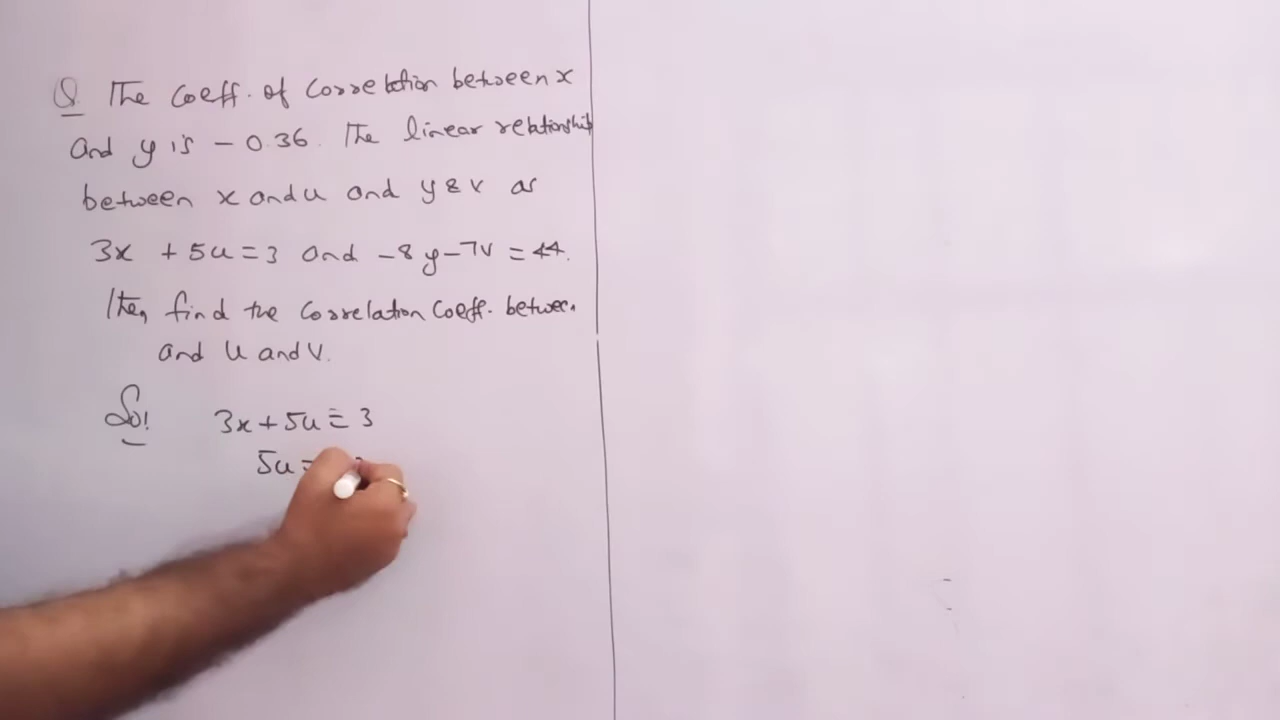 Q. The Coeff. of Correlation between x
and y is - 0.36. The linear relationship
between x and u and y & v as
3x + 5u = 3 and -8y - 7v = 44.
Then find the Correlation Coeff. between
and u and v.
Sol
3x + 5u = 3
5u =